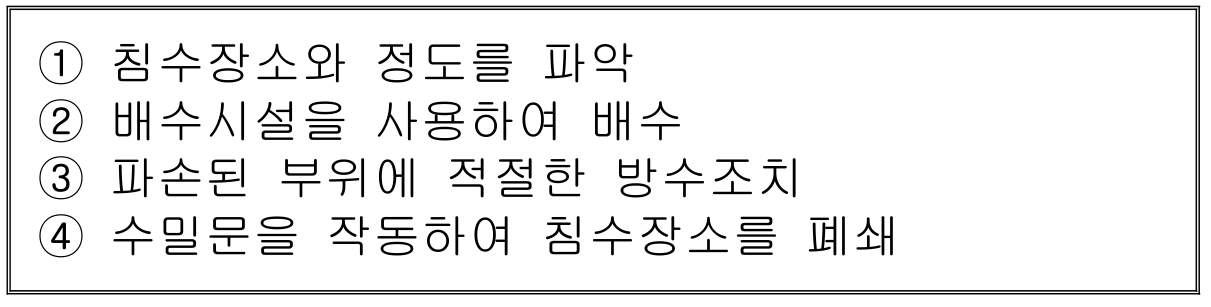 ① 침수장소와 정도를 파악
② 배수시설을 사용하여 배수
③ 파손된 부위에 적절한 방수조치
④ 수밀문을 작동하여 침수장소를 폐쇄